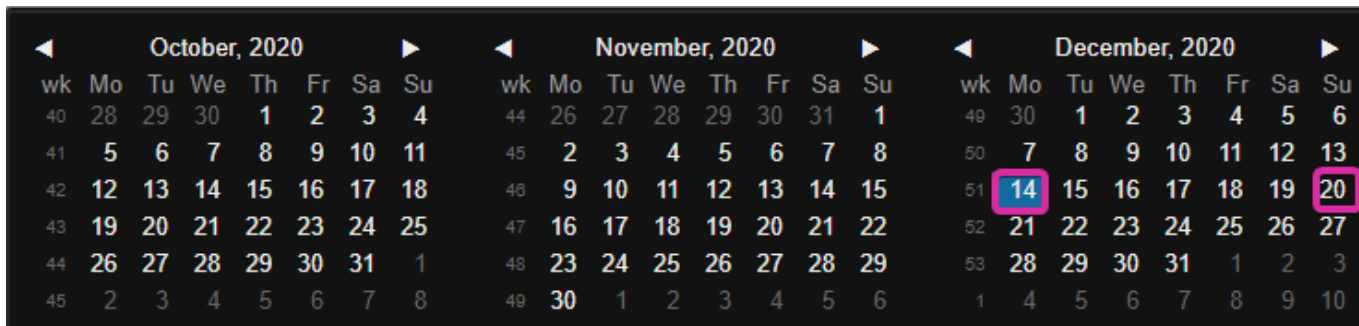 ◀ October, 2020 ▶ ◀ November, 2020 ▶ ◀ December, 2020 ▶
wk Mo Tu We Th Fr Sa Su wk Mo Tu We Th Fr Sa Su wk Mo Tu We Th Fr Sa Su
40 28 29 30 1 2 3 4 44 26 27 28 29 30 31 1 49 30 1 2 3 4 5 6
41 5 6 7 8 9 10 11 45 2 3 4 5 6 7 8 50 7 8 9 10 11 12 13
42 12 13 14 15 16 17 18 46 9 10 11 12 13 14 15 51 14 15 16 17 18 19 20
43 19 20 21 22 23 24 25 47 16 17 18 19 20 21 22 52 21 22 23 24 25 26 27
44 26 27 28 29 30 31 1 48 23 24 25 26 27 28 29 53 28 29 30 31 1 2 3
45 2 3 4 5 6 7 8 49 30 1 2 3 4 5 6 1 4 5 6 7 8 9 10